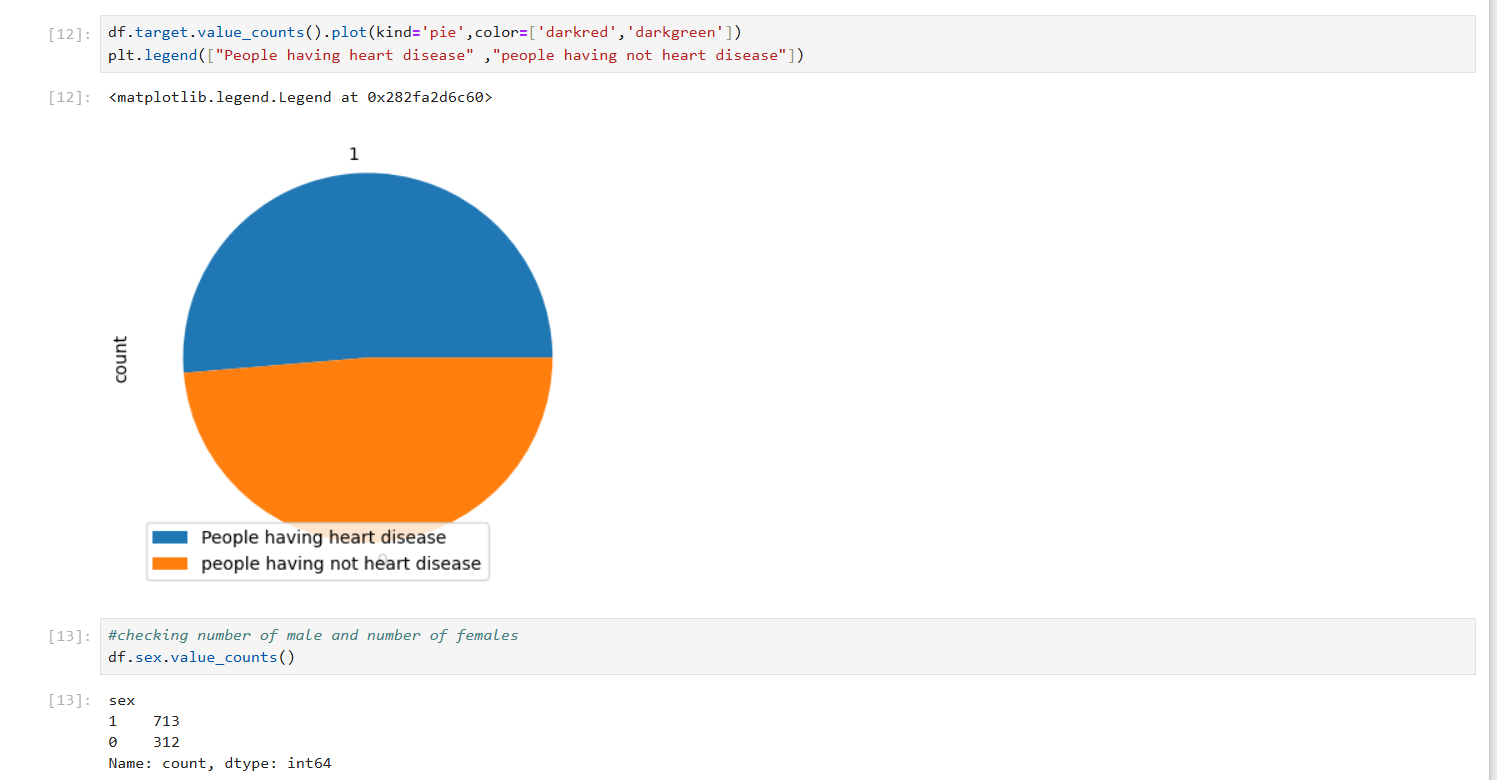 [12]: df.target.value_counts().plot(kind='pie',color=['darkred','darkgreen'])
plt.legend(["People having heart disease" ,"people having not heart disease"])
[12]: <matplotlib.legend.Legend at 0x282fa2d6c60>
1
count
People having heart disease
0
people having not heart disease
[13]: #checking number of male and number of females
df.sex.value_counts()
[13]: sex
1    713
0    312
Name: count, dtype: int64